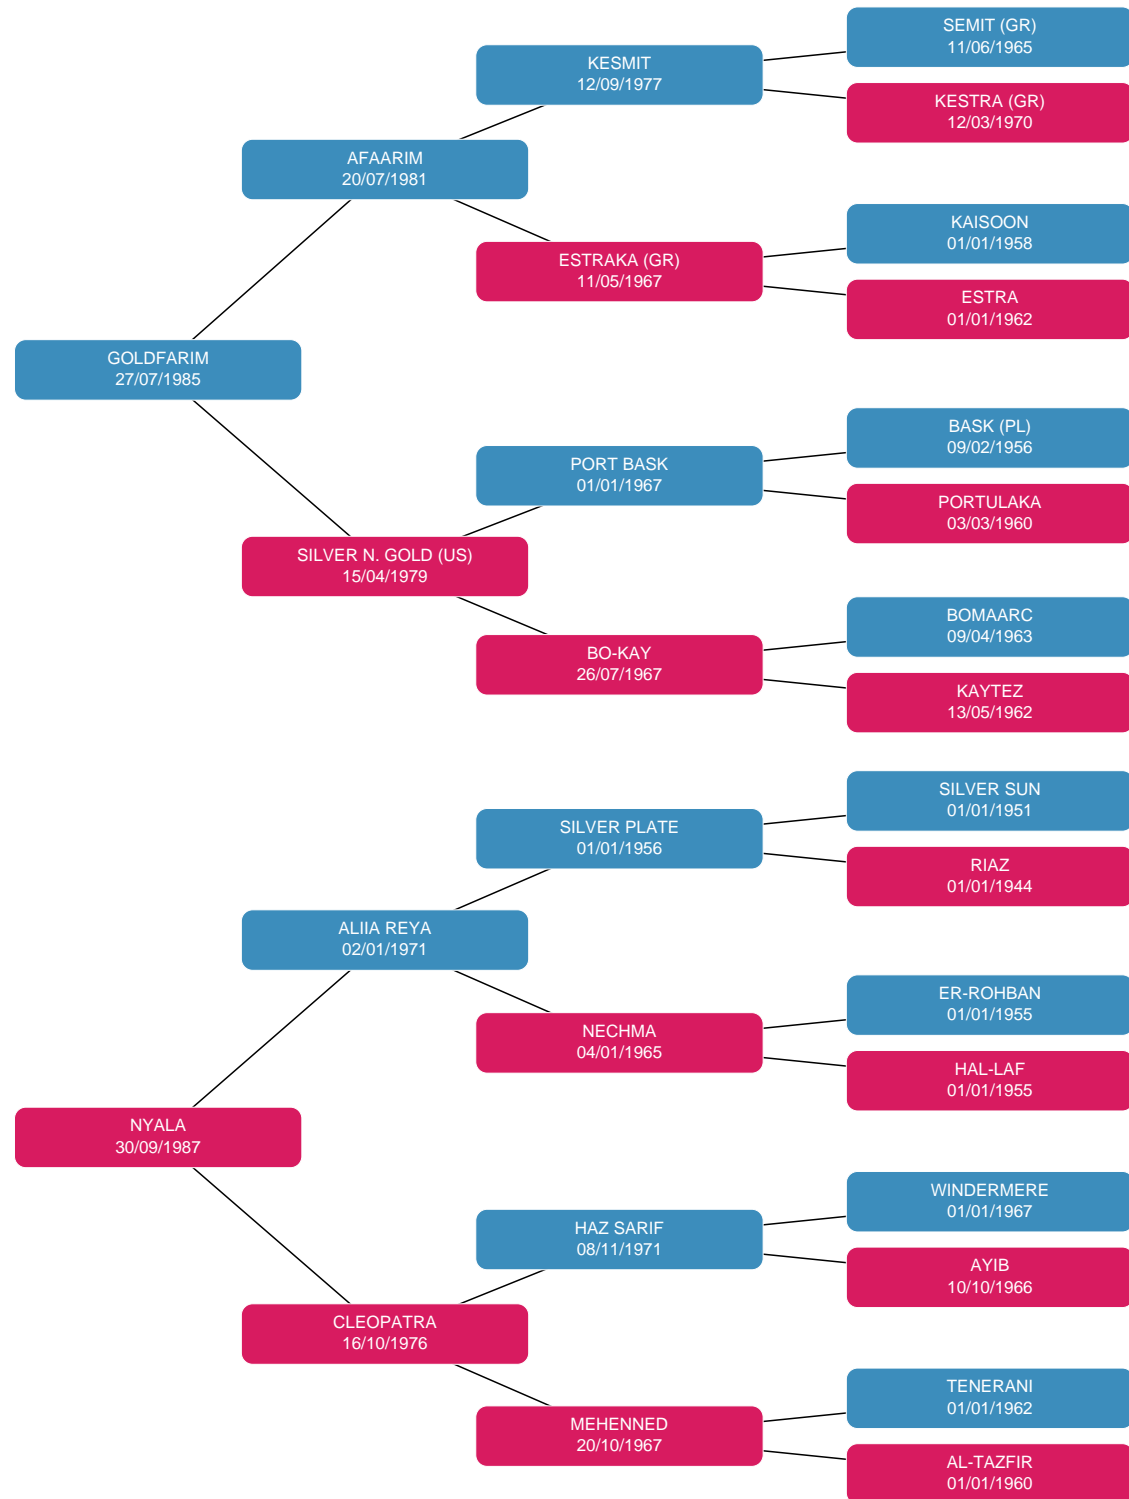 SEMIT (GR)
11/06/1965
KESMIT
12/09/1977
KESTRA (GR)
12/03/1970
AFAARIM
20/07/1981
KAISOON
01/01/1958
ESTRAKA (GR)
11/05/1967
ESTRA
01/01/1962
GOLDFARIM
27/07/1985
BASK (PL)
09/02/1956
PORT BASK
01/01/1967
PORTULAKA
03/03/1960
SILVER N. GOLD (US)
15/04/1979
BOMAARC
09/04/1963
BO-KAY
26/07/1967
KAYTEZ
13/05/1962
SILVER SUN
01/01/1951
SILVER PLATE
01/01/1956
RIAZ
01/01/1944
ALIIA REYA
02/01/1971
ER-ROHBAN
01/01/1955
NECHMA
04/01/1965
HAL-LAF
01/01/1955
NYALA
30/09/1987
WINDERMERE
01/01/1967
HAZ SARIF
08/11/1971
AYIB
10/10/1966
CLEOPATRA
16/10/1976
TENERANI
01/01/1962
MEHENNED
20/10/1967
AL-TAZFIR
01/01/1960